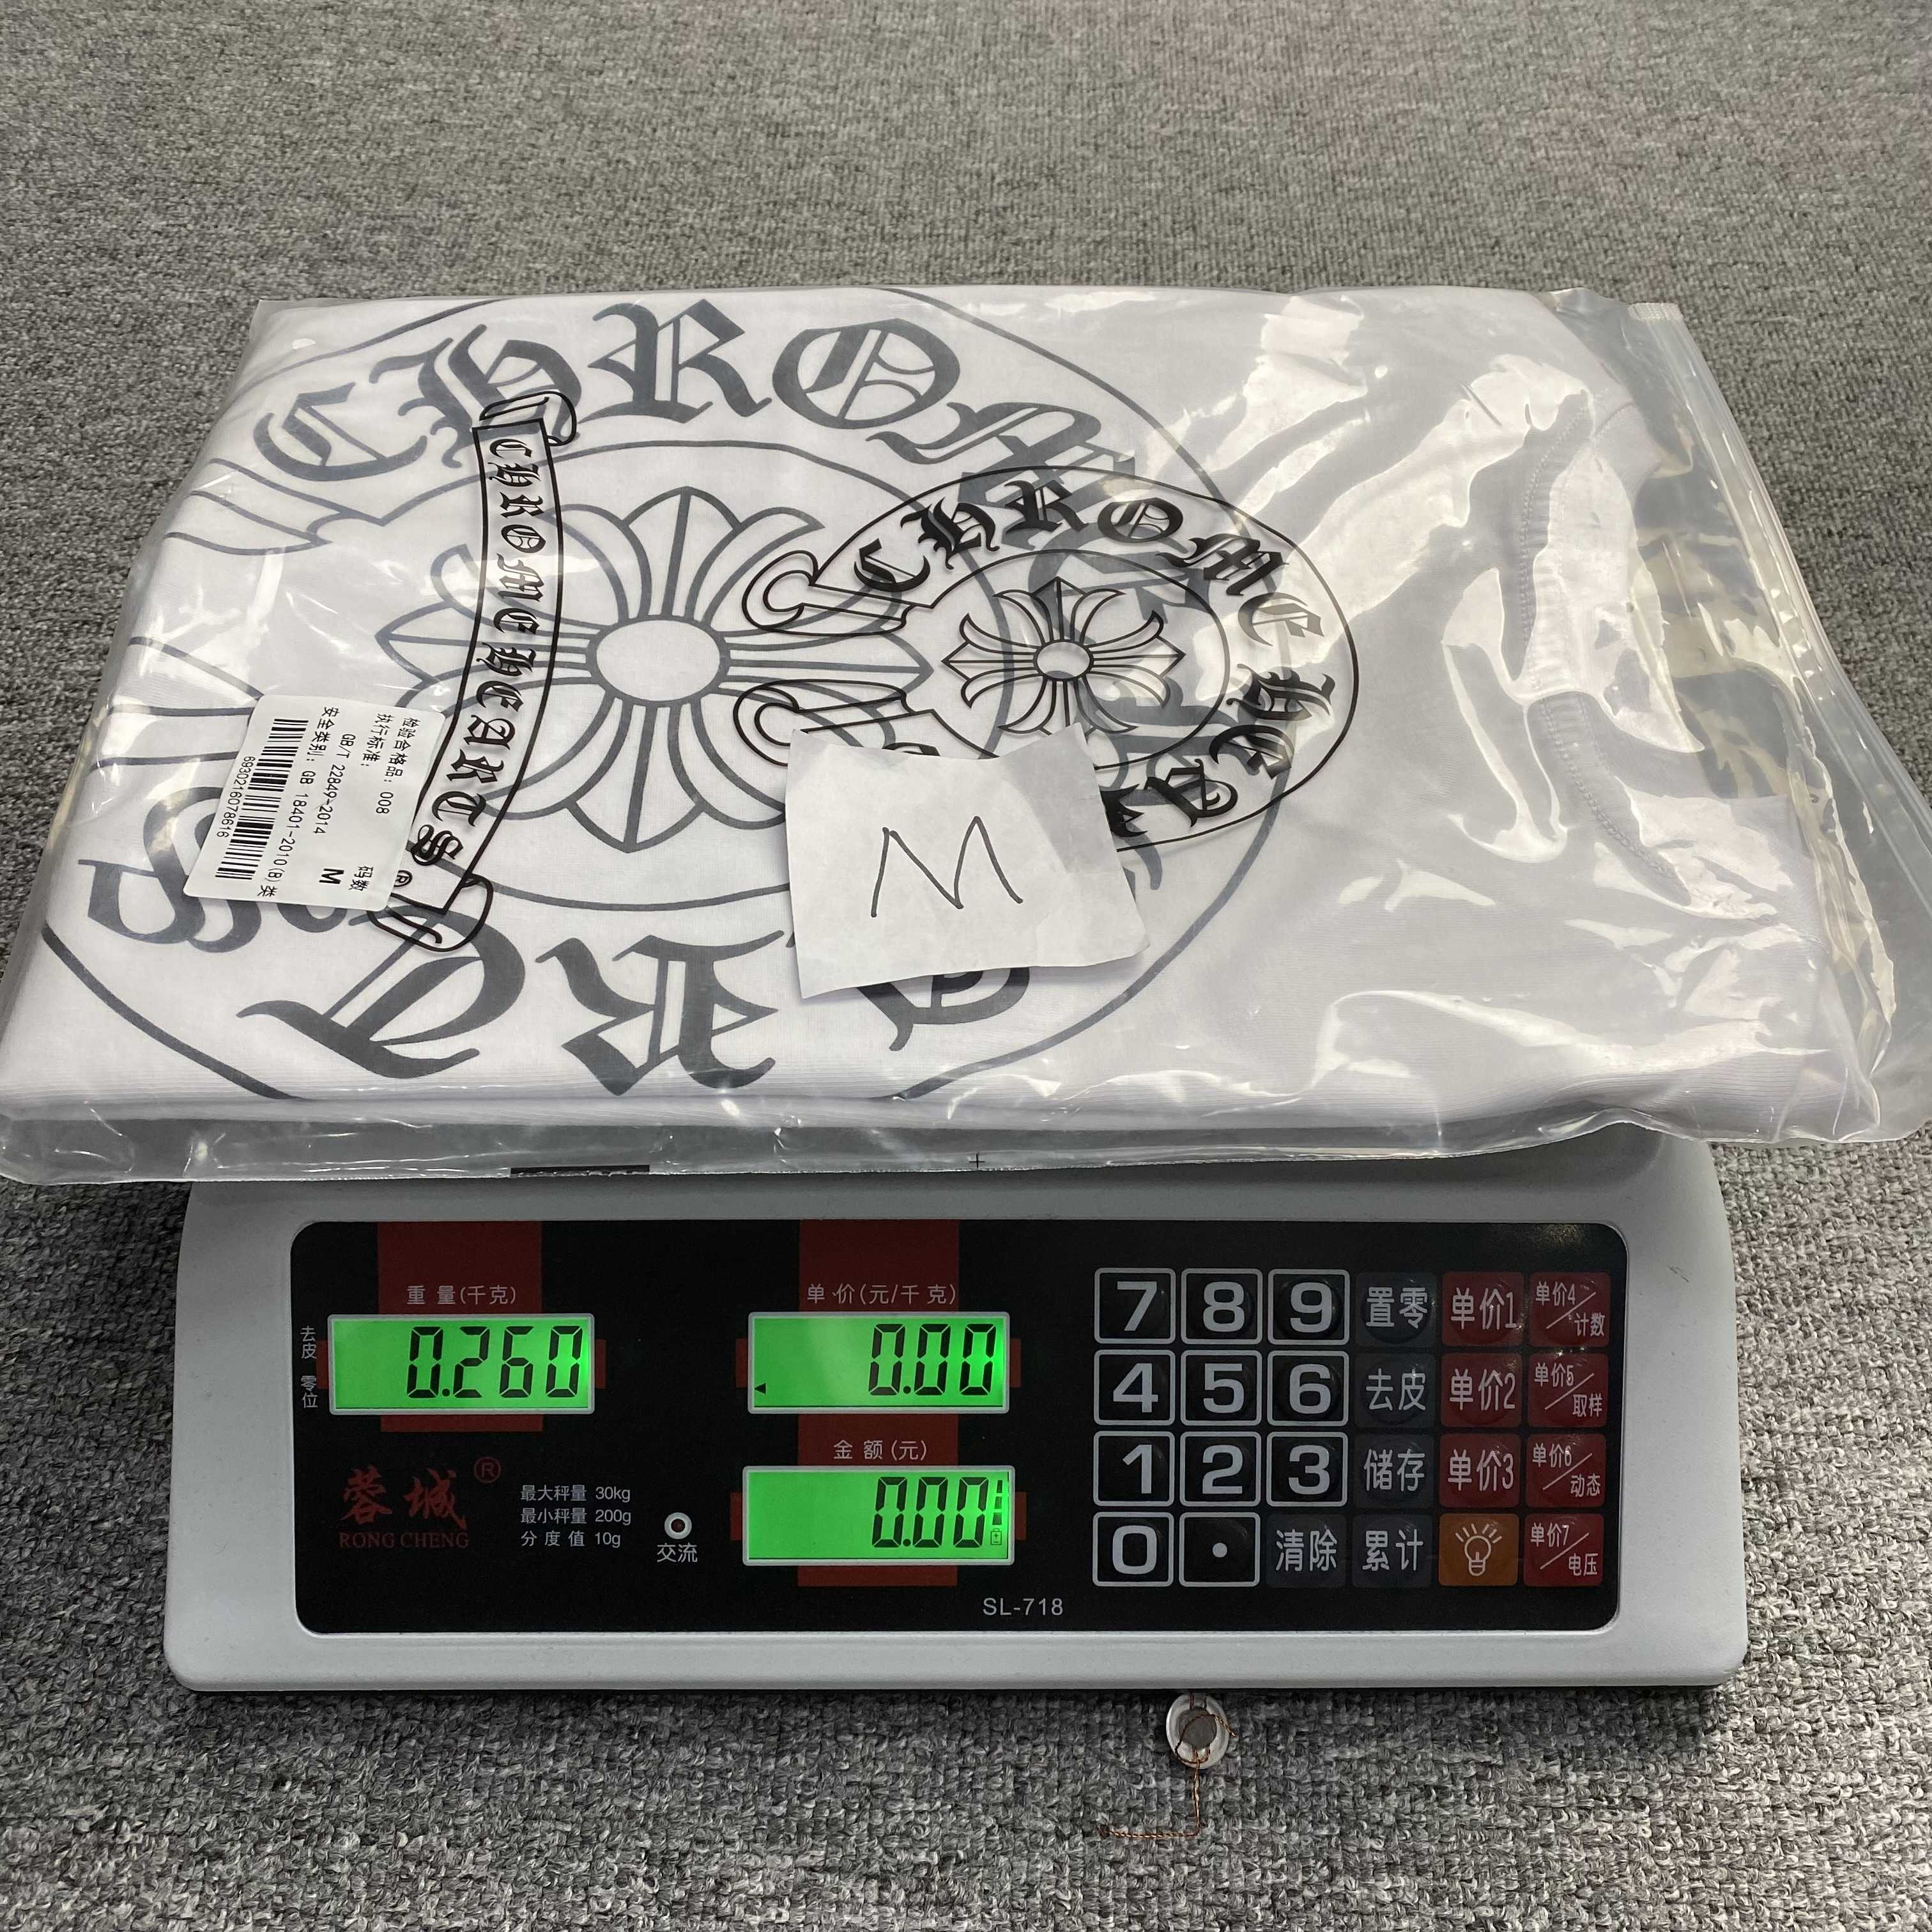 CHROME HEARTS
CHROME HEARTS®
CHROME HEA
检验合格品：008
执行标准：
GB/T 22849-2014
安全类别：GB 18401-2010(B)类
码数
M
6930216078616
M
重量(千克)
单价(元/千克)
去皮
零位
0.260
0.00
金额(元)
0.00
蓉城®
RONG CHENG
最大秤量 30kg
最小秤量 200g
分度值 10g
交流
SL-718
7 8 9 置零 单价1 单价4/计数
4 5 6 去皮 单价2 单价5/取样
1 2 3 储存 单价3 单价6/动态
0 . 清除 累计 单价7/电压